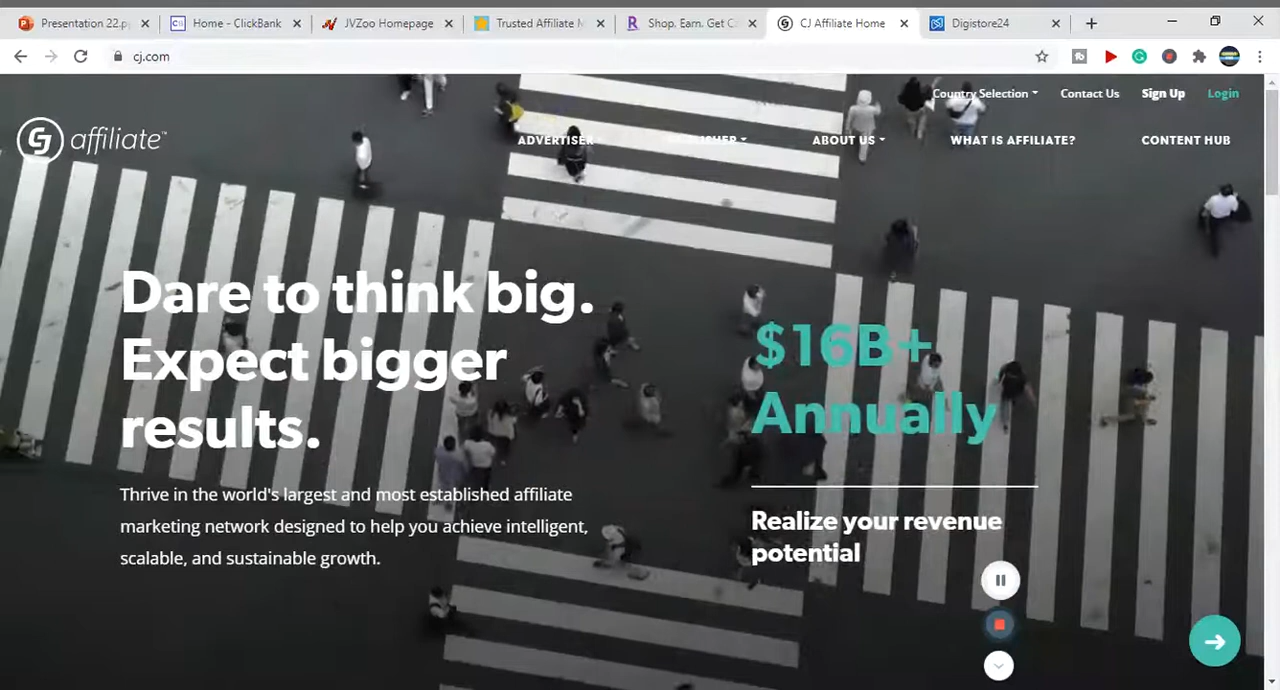 Presentation 22.p
Home - ClickBank
JVZoo Homepage
Trusted Affiliate M
Shop. Earn. Get C
CJ Affiliate Home
Digistore24
cj.com
Country Selection
Contact Us
Sign Up
Login
CJ affiliate™
ADVERTISER
PUBLISHER
ABOUT US
WHAT IS AFFILIATE?
CONTENT HUB
Dare to think big.
Expect bigger
results.
Thrive in the world's largest and most established affiliate
marketing network designed to help you achieve intelligent,
scalable, and sustainable growth.
$16B+
Annually
Realize your revenue
potential